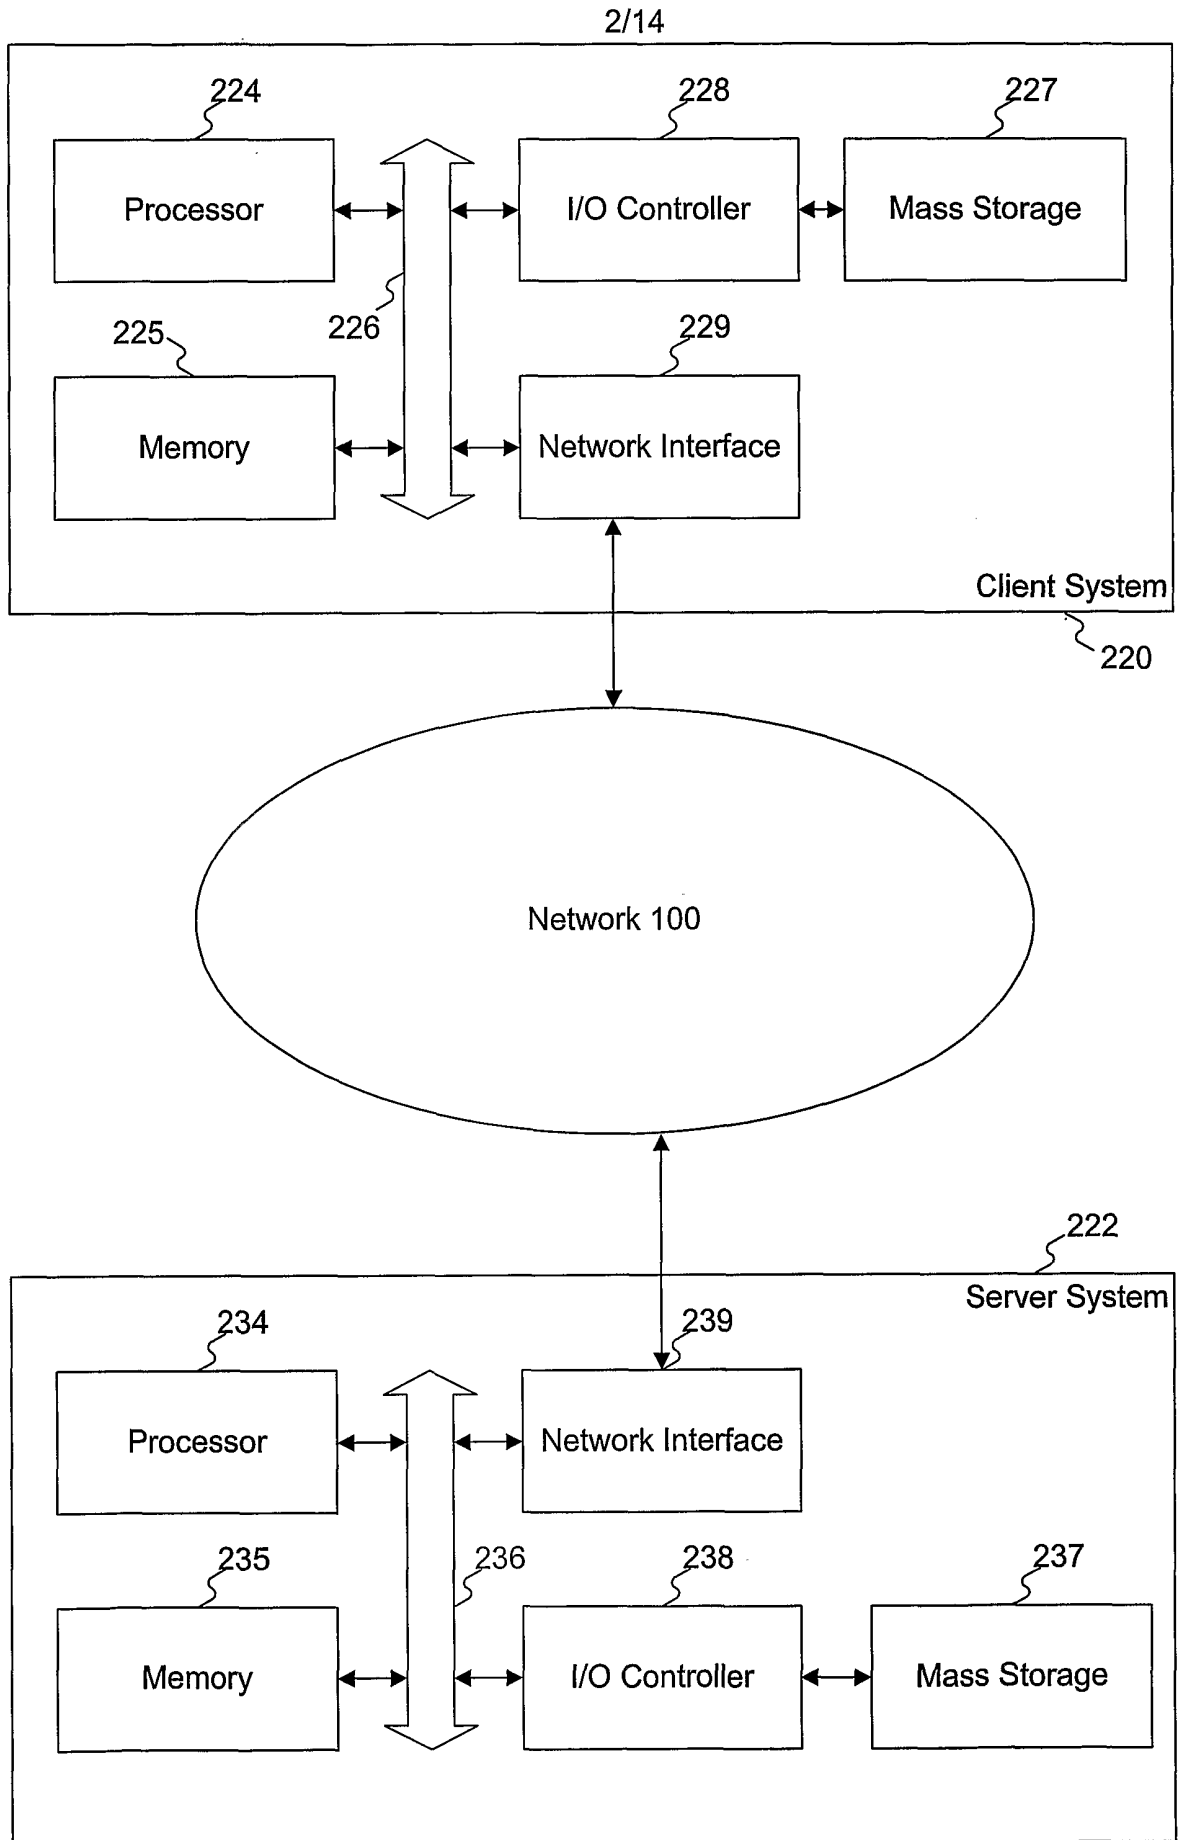 2/14
224
228
227
Processor
I/O Controller
Mass Storage
226
225
229
Memory
Network Interface
Client System
220
Network 100
222
Server System
234
239
Processor
Network Interface
235
236
238
237
Memory
I/O Controller
Mass Storage